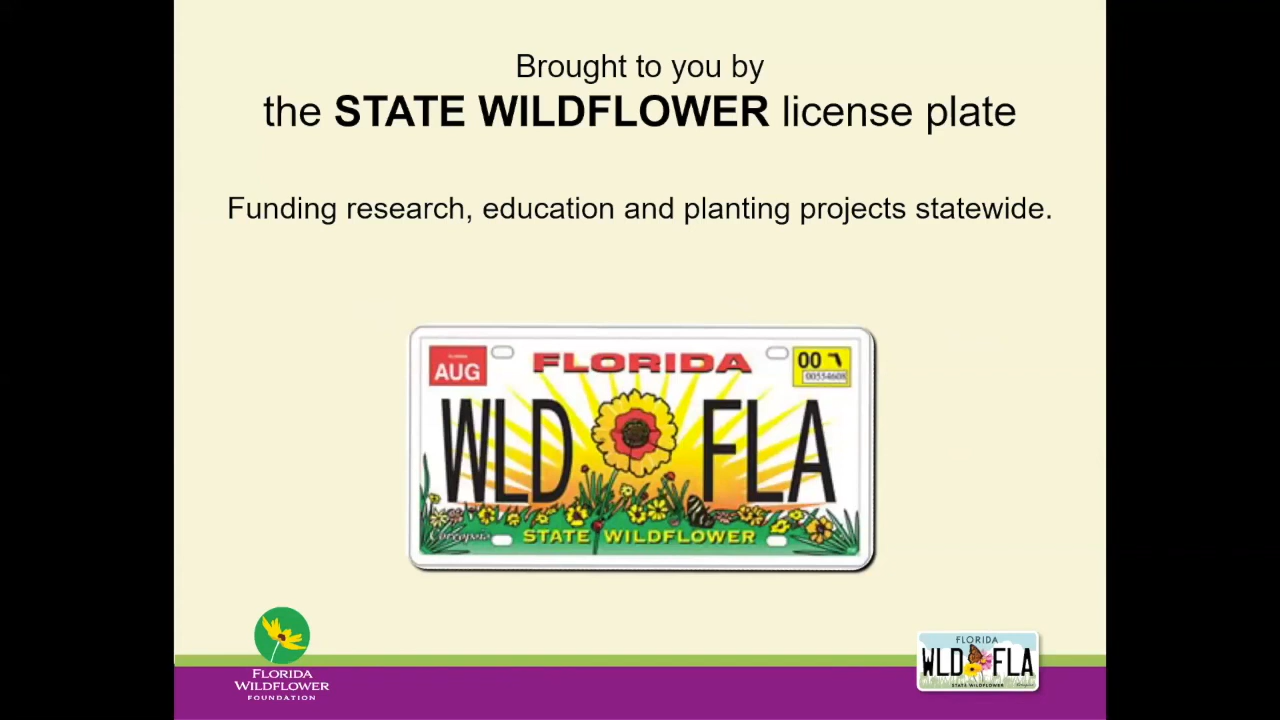 Brought to you by
the STATE WILDFLOWER license plate
Funding research, education and planting projects statewide.
AUG
FLORIDA
00
00554608
WLD FLA
Coreopsis
STATE WILDFLOWER
FLORIDA
WILDFLOWER
FOUNDATION
FLORIDA
WLD FLA
STATE WILDFLOWER